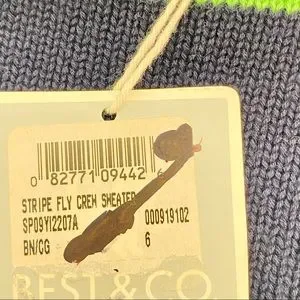 0 82771 09442 6
STRIPE FLY CREW SWEATER
SP09YI2207A 000919102
BN/CG 6
BEST & CO